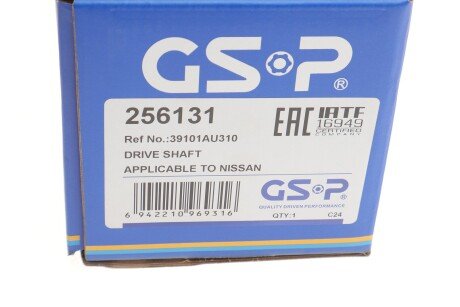 GSP®
256131
Ref No.:39101AU310
DRIVE SHAFT
APPLICABLE TO NISSAN
6 942210 969316
EAC IATF
16949
CERTIFIED
COMPANY
GSP®
QUALITY DRIVEN PERFORMANCE
QTY:1 C24